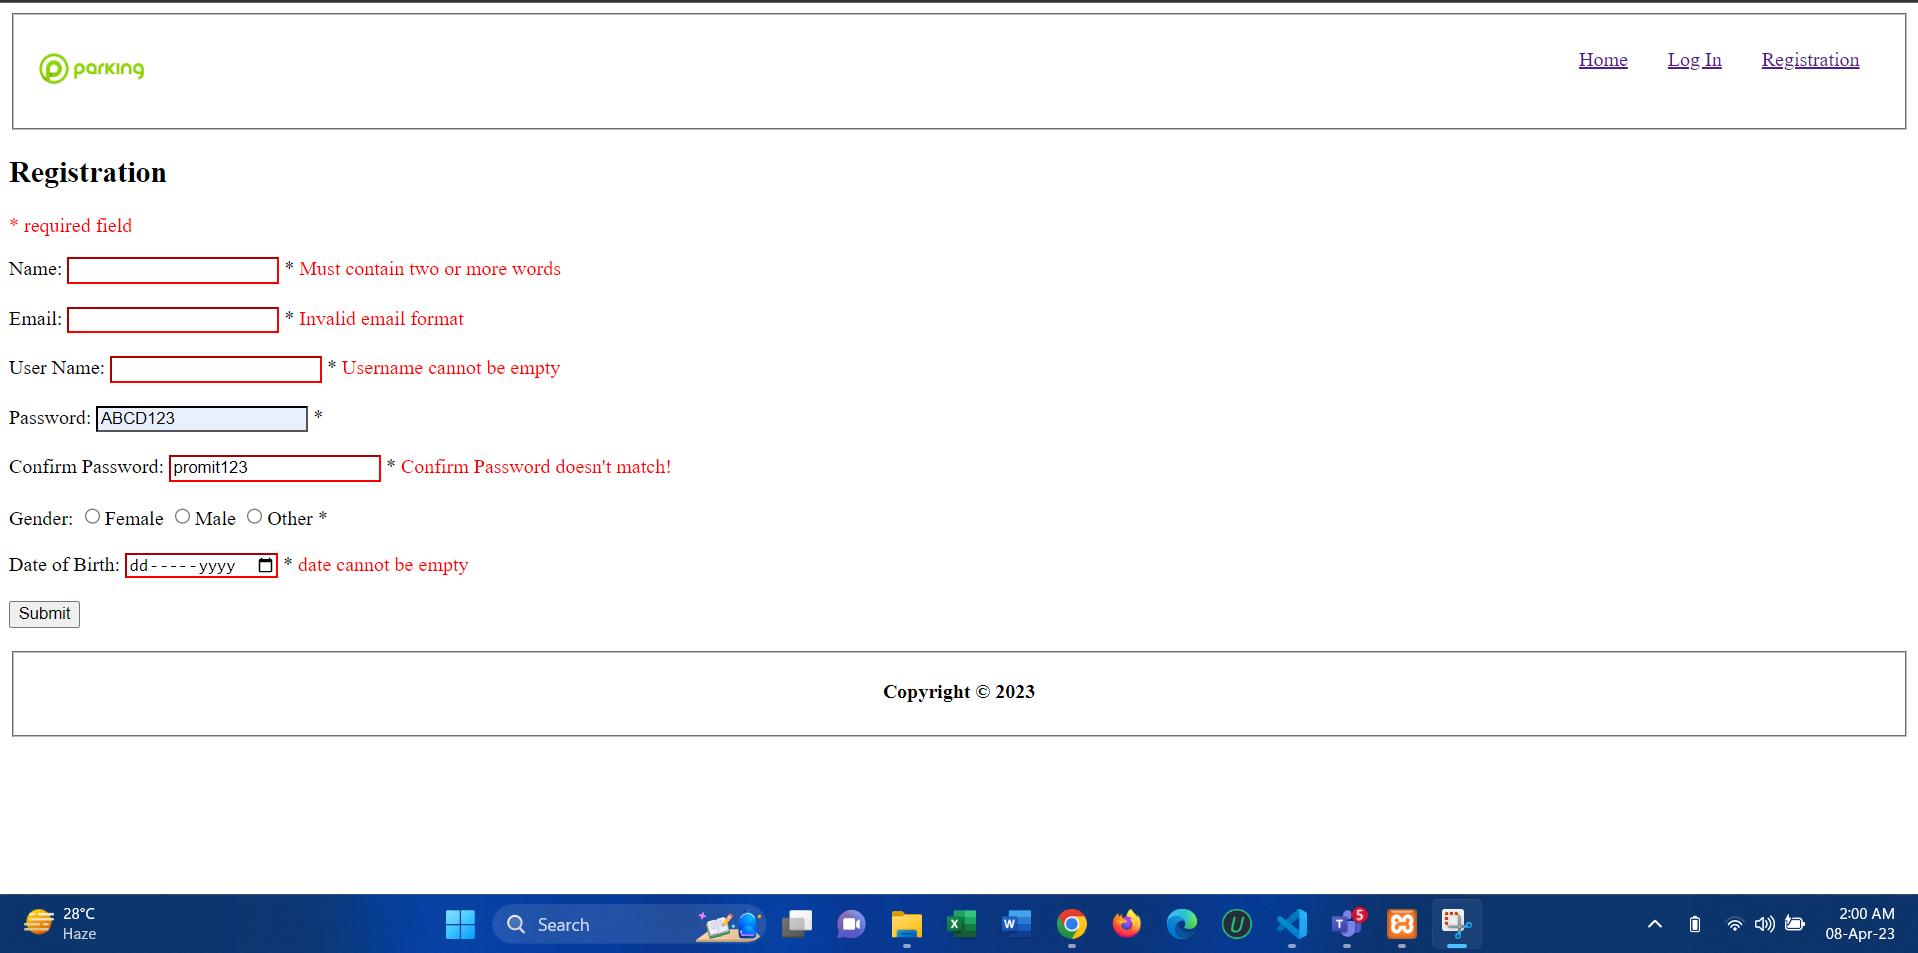 parking
Home Log In Registration
Registration
* required field
Name: * Must contain two or more words
Email: * Invalid email format
User Name: * Username cannot be empty
Password: ABCD123 *
Confirm Password: promit123 * Confirm Password doesn't match!
Gender: Female Male Other *
Date of Birth: dd-----yyyy * date cannot be empty
Submit
Copyright © 2023
28°C
Haze
Search
5
2:00 AM
08-Apr-23